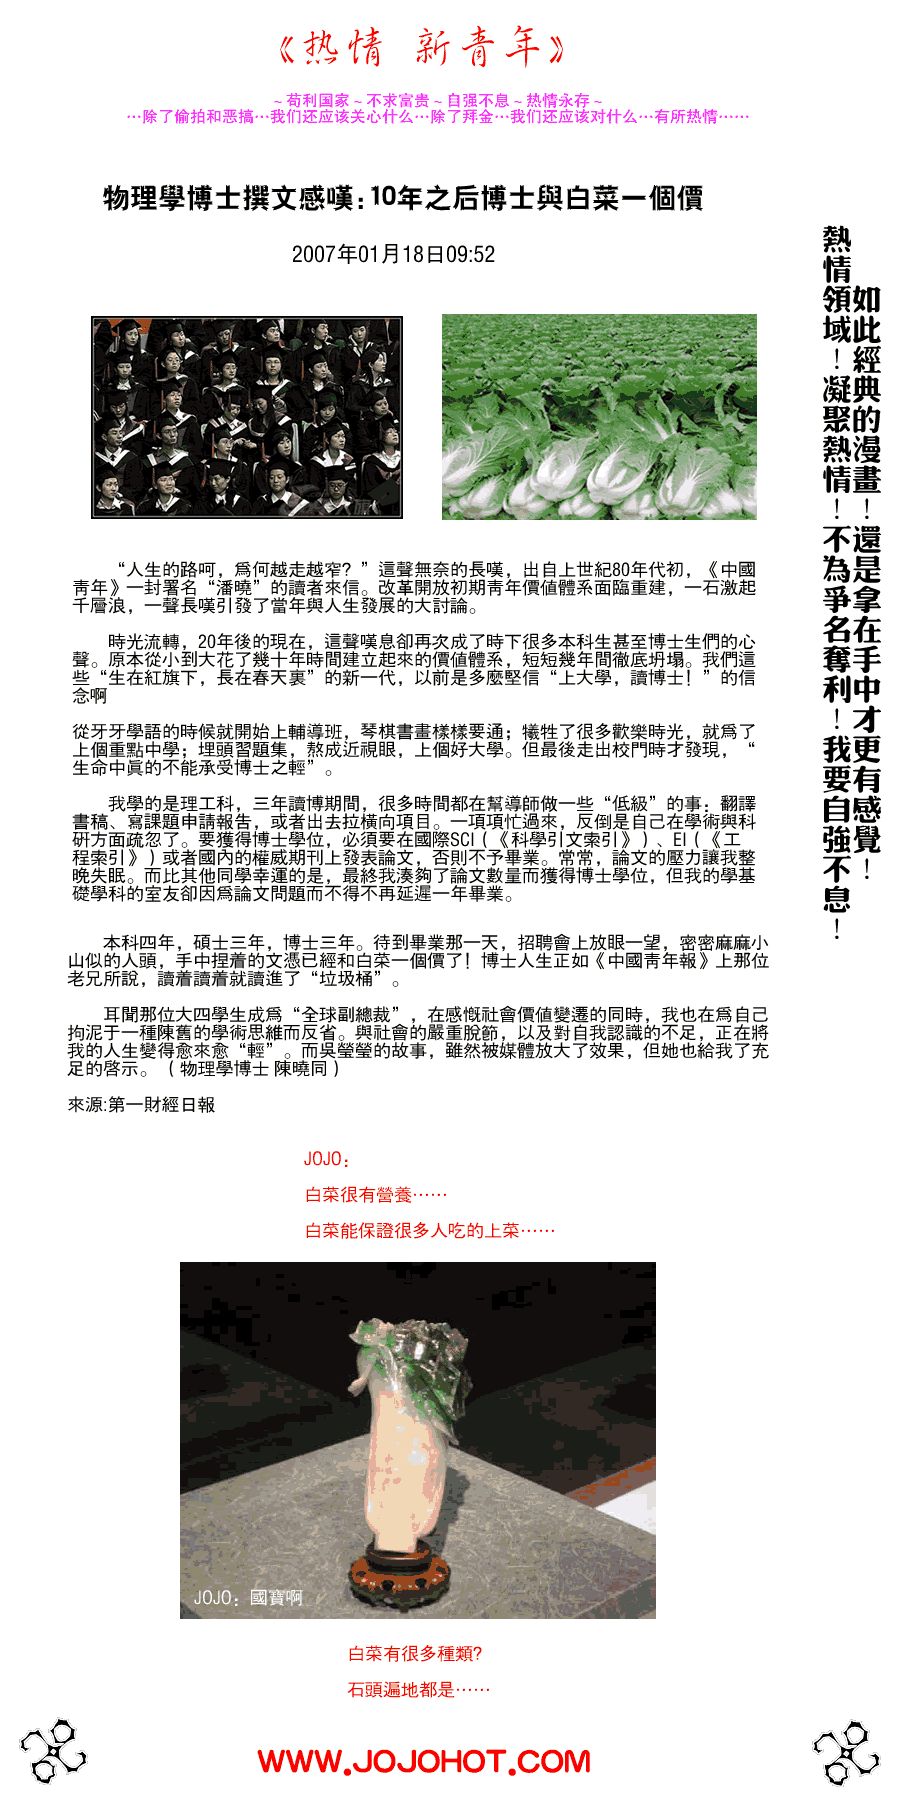 《热情 新青年》
~ 苟利国家 ~ 不求富贵 ~ 自强不息 ~ 热情永存 ~
…除了偷拍和恶搞…我们还应该关心什么…除了拜金…我们还应该对什么…有所热情……
物理學博士撰文感嘆：10年之后博士與白菜一個價
2007年01月18日09:52
“人生的路呵，爲何越走越窄？”這聲無奈的長嘆，出自上世紀80年代初，《中國
靑年》一封署名“潘曉”的讀者來信。改革開放初期靑年價値體系面臨重建，一石激起
千層浪，一聲長嘆引發了當年與人生發展的大討論。
時光流轉，20年後的現在，這聲嘆息卻再次成了時下很多本科生甚至博士生們的心
聲。原本從小到大花了幾十年時間建立起來的價値體系，短短幾年間徹底坍塌。我們這
些“生在紅旗下，長在春天裏”的新一代，以前是多麽堅信“上大學，讀博士！”的信
念啊
從牙牙學語的時候就開始上輔導班，琴棋書畫樣樣要通；犧牲了很多歡樂時光，就爲了
上個重點中學；埋頭習題集，熬成近視眼，上個好大學。但最後走出校門時才發現，“
生命中眞的不能承受博士之輕”。
我學的是理工科，三年讀博期間，很多時間都在幫導師做一些“低級”的事：翻譯
書稿、寫課題申請報告，或者出去拉橫向項目。一項項忙過來，反倒是自己在學術與科
研方面疏忽了。要獲得博士學位，必須要在國際SCI（《科學引文索引》）、EI（《工
程索引》）或者國內的權威期刊上發表論文，否則不予畢業。常常，論文的壓力讓我整
晚失眠。而比其他同學幸運的是，最終我湊夠了論文數量而獲得博士學位，但我的學基
礎學科的室友卻因爲論文問題而不得不再延遲一年畢業。
本科四年，碩士三年，博士三年。待到畢業那一天，招聘會上放眼一望，密密麻麻小
山似的人頭，手中捏着的文憑已經和白菜一個價了！博士人生正如《中國靑年報》上那位
老兄所說，讀着讀着就讀進了“垃圾桶”。
耳聞那位大四學生成爲“全球副總裁”，在感慨社會價值變遷的同時，我也在爲自己
拘泥于一種陳舊的學術思維而反省。與社會的嚴重脫節，以及對自我認識的不足，正在將
我的人生變得愈來愈“輕”。而吳瑩瑩的故事，雖然被媒體放大了效果，但她也給我了充
足的啓示。（物理學博士 陳曉同）
來源:第一財經日報
JOJO：
白菜很有營養……
白菜能保證很多人吃的上菜……
JOJO：國寶啊
白菜有很多種類?
石頭遍地都是……
WWW.JOJOHOT.COM
如此經典的漫畫！還是拿在手中才更有感覺！
熱情領域！凝聚熱情！不為爭名奪利！我要自強不息！